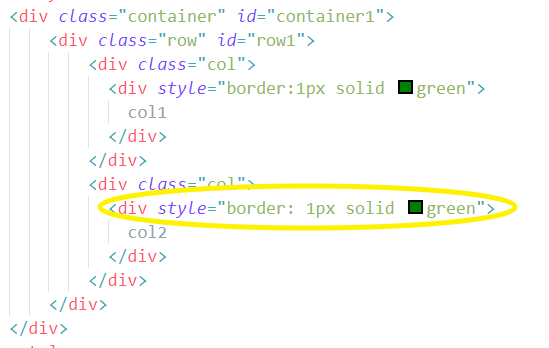 <div class="container" id="container1">
<div class="row" id="row1">
<div class="col">
<div style="border:1px solid green">
col1
</div>
</div>
<div class="col">
<div style="border: 1px solid green">
col2
</div>
</div>
</div>
</div>